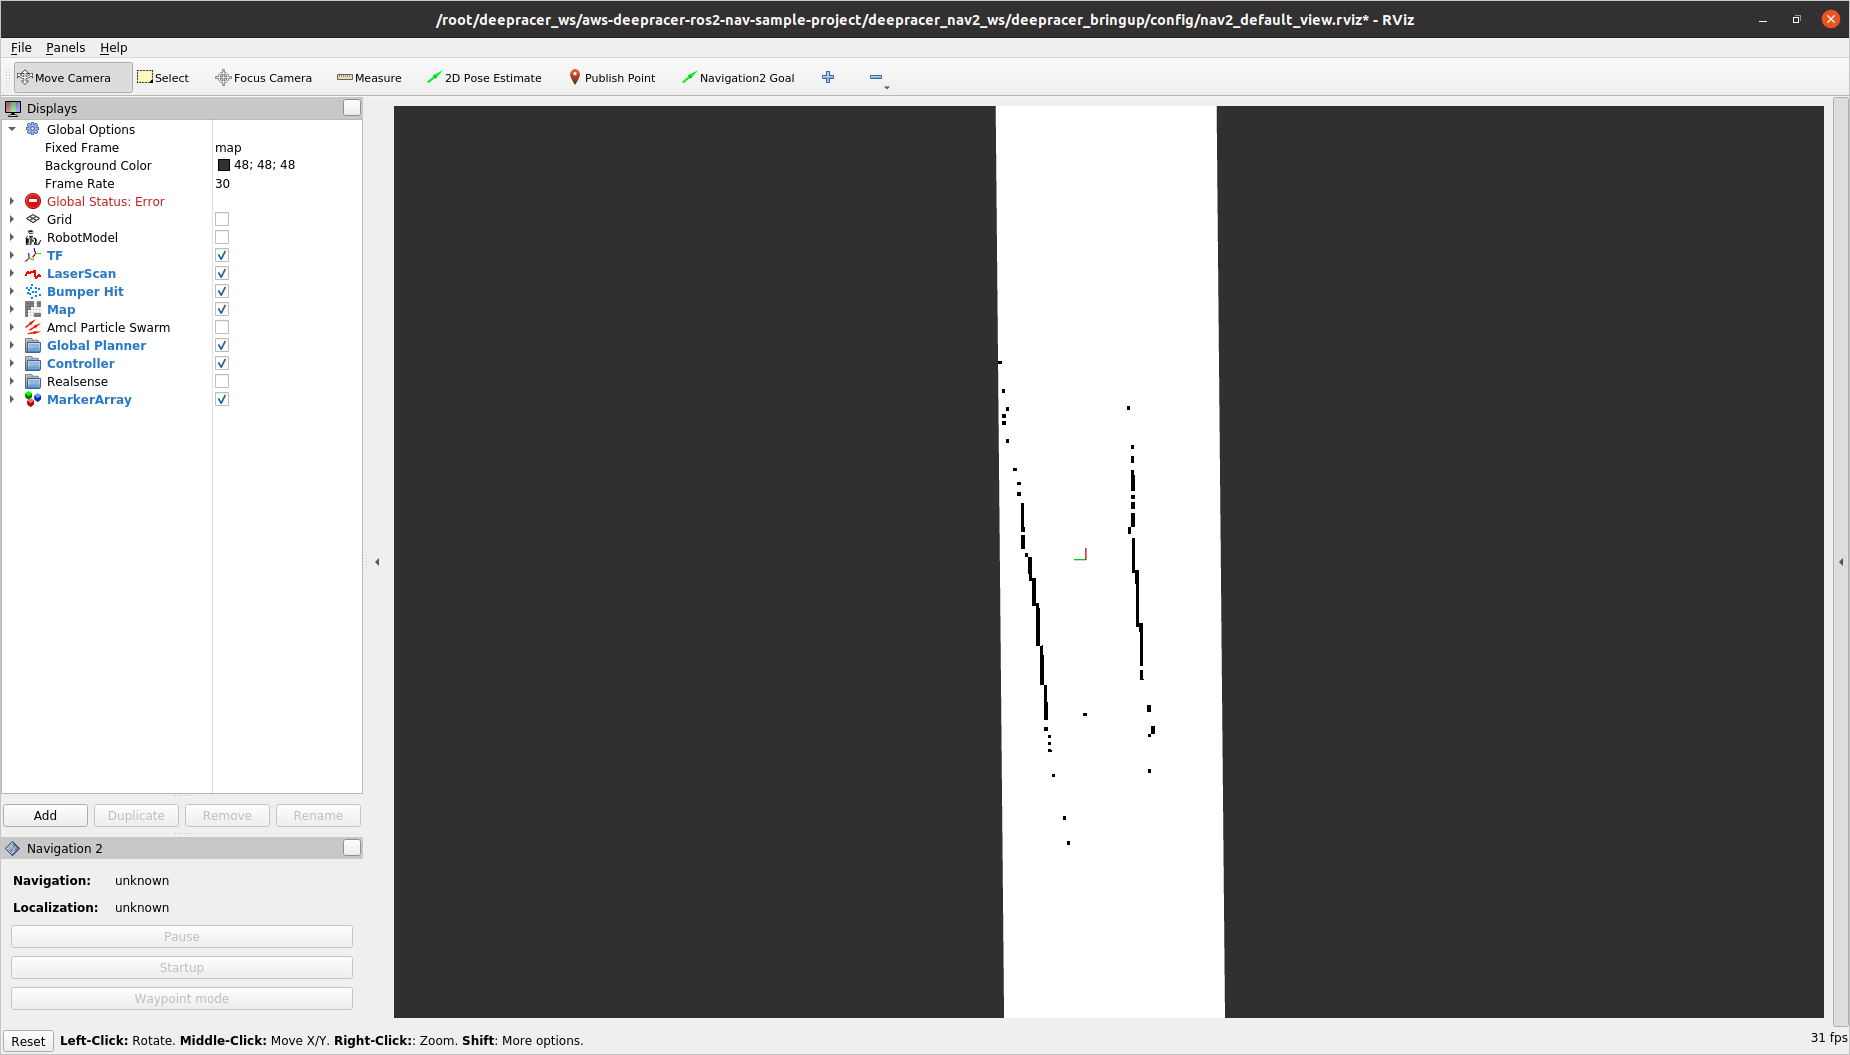 /root/deepracer_ws/aws-deepracer-ros2-nav-sample-project/deepracer_nav2_ws/deepracer_bringup/config/nav2_default_view.rviz* - RViz
File Panels Help
Move Camera Select Focus Camera Measure 2D Pose Estimate Publish Point Navigation2 Goal
Displays
Global Options
Fixed Frame map
Background Color 48; 48; 48
Frame Rate 30
Global Status: Error
Grid
RobotModel
TF
LaserScan
Bumper Hit
Map
Amcl Particle Swarm
Global Planner
Controller
Realsense
MarkerArray
Add Duplicate Remove Rename
Navigation 2
Navigation: unknown
Localization: unknown
Pause
Startup
Waypoint mode
Reset Left-Click: Rotate. Middle-Click: Move X/Y. Right-Click:: Zoom. Shift: More options. 31 fps